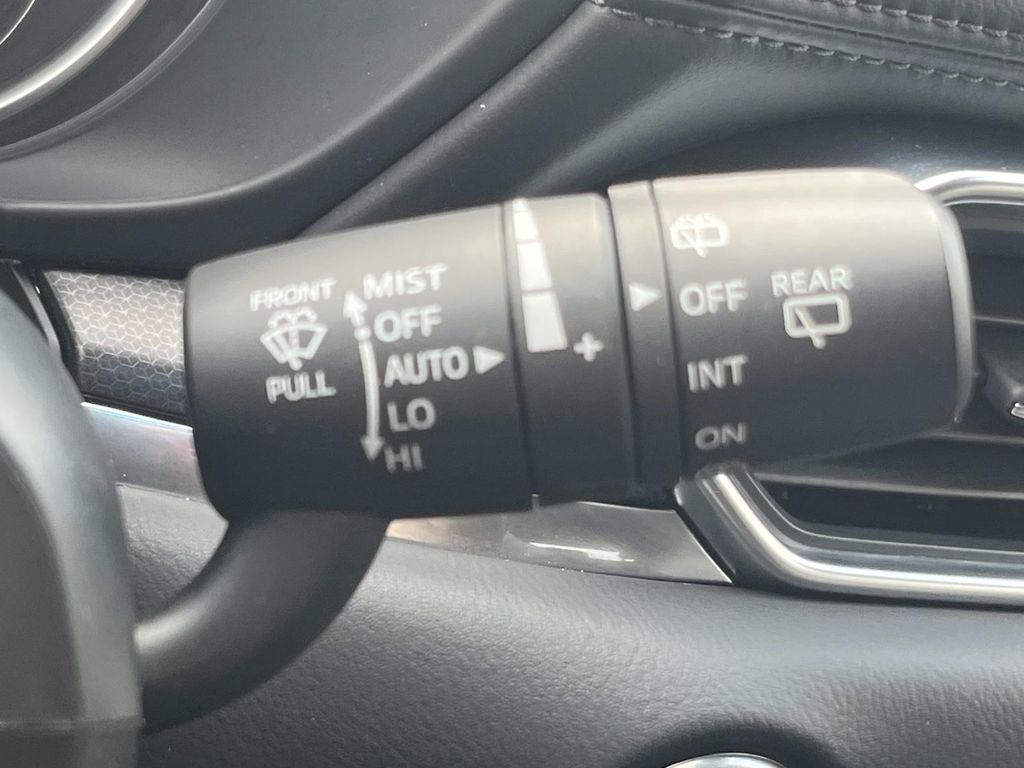 FRONT
PULL
MIST
OFF
AUTO
LO
HI
+
OFF
INT
ON
REAR